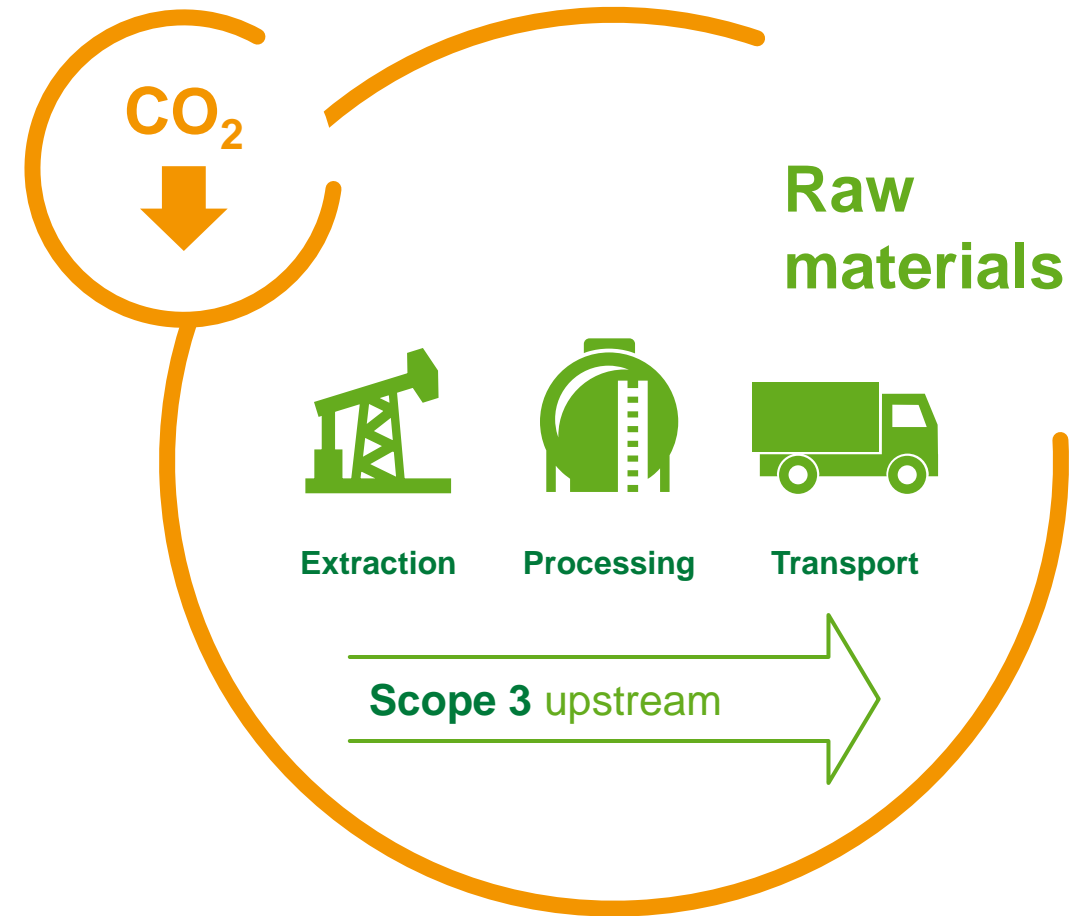 CO₂
Raw
materials
Extraction Processing Transport
Scope 3 upstream